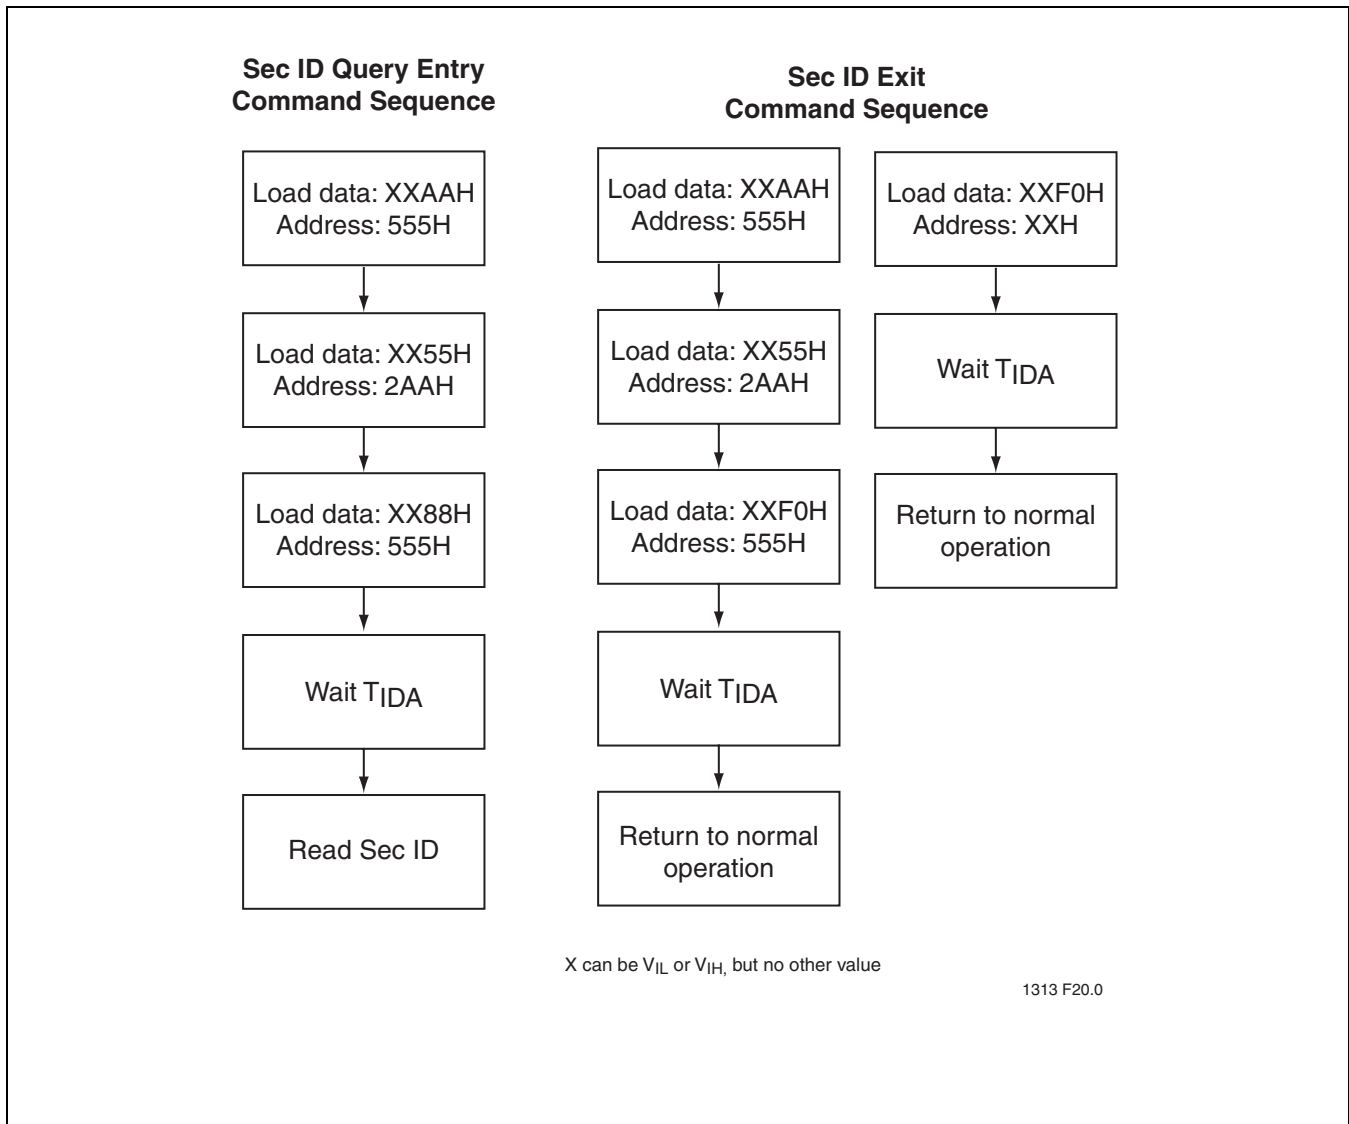 Sec ID Query Entry
Command Sequence
Load data: XXAAH
Address: 555H
Load data: XX55H
Address: 2AAH
Load data: XX88H
Address: 555H
Wait TIDA
Read Sec ID
Sec ID Exit
Command Sequence
Load data: XXAAH
Address: 555H
Load data: XX55H
Address: 2AAH
Load data: XXF0H
Address: 555H
Wait TIDA
Return to normal
operation
Load data: XXF0H
Address: XXH
Wait TIDA
Return to normal
operation
X can be VIL or VIH, but no other value
1313 F20.0